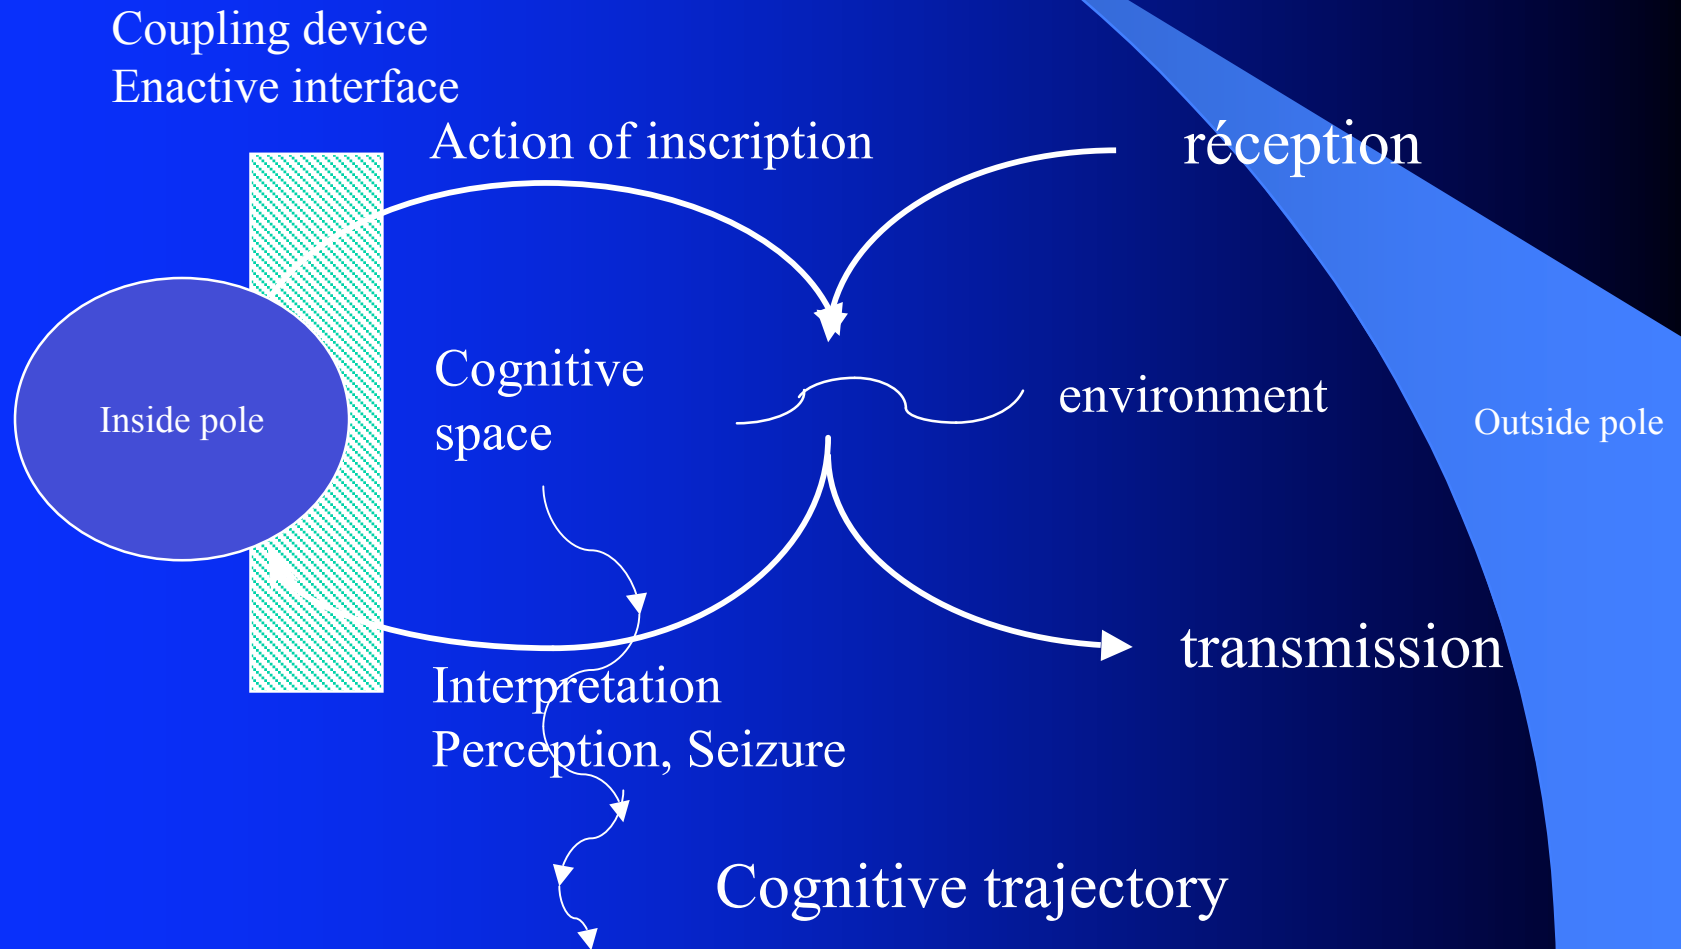 Coupling device
Enactive interface
Action of inscription
réception
Cognitive
space
environment
Inside pole
Outside pole
transmission
Interpretation
Perception, Seizure
Cognitive trajectory